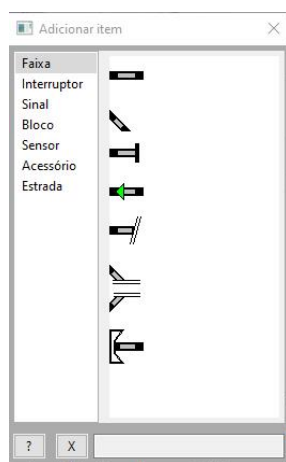 Adicionar item
Faixa
Interruptor
Sinal
Bloco
Sensor
Acessório
Estrada
? X